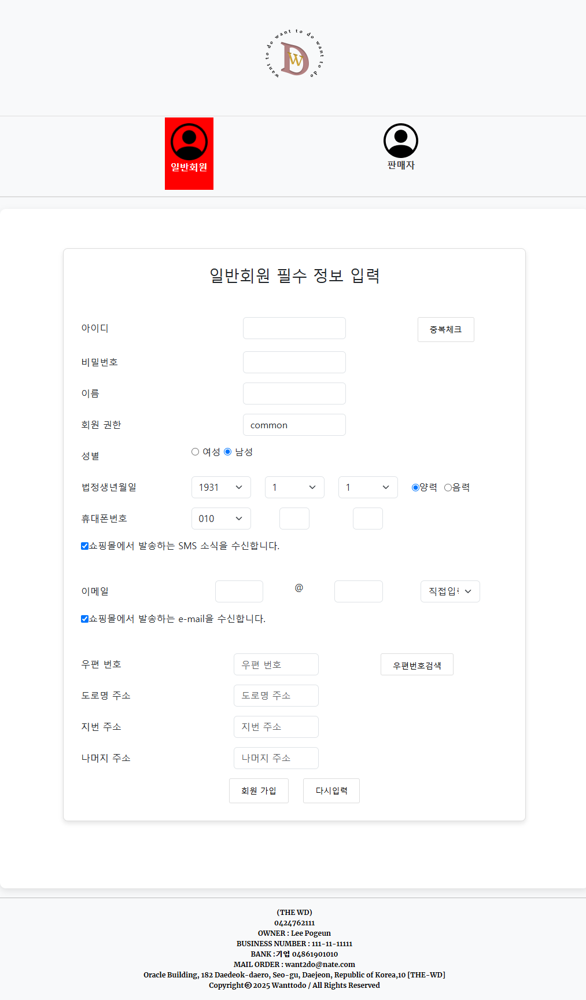 want to do want to do want to do
D
W
일반회원
판매자
일반회원 필수 정보 입력
아이디
중복체크
비밀번호
이름
회원 권한 common
성별 여성 남성
법정생년월일 1931 1 1 양력 음력
휴대폰번호 010
쇼핑몰에서 발송하는 SMS 소식을 수신합니다.
이메일 @ 직접입력
쇼핑몰에서 발송하는 e-mail을 수신합니다.
우편 번호 우편 번호 우편번호검색
도로명 주소 도로명 주소
지번 주소 지번 주소
나머지 주소 나머지 주소
회원 가입 다시입력
(THE WD)
0424762111
OWNER : Lee Pogeun
BUSINESS NUMBER : 111-11-11111
BANK :기업 04861901010
MAIL ORDER : want2do@nate.com
Oracle Building, 182 Daedeok-daero, Seo-gu, Daejeon, Republic of Korea,10 [THE-WD]
Copyright© 2025 Wanttodo / All Rights Reserved